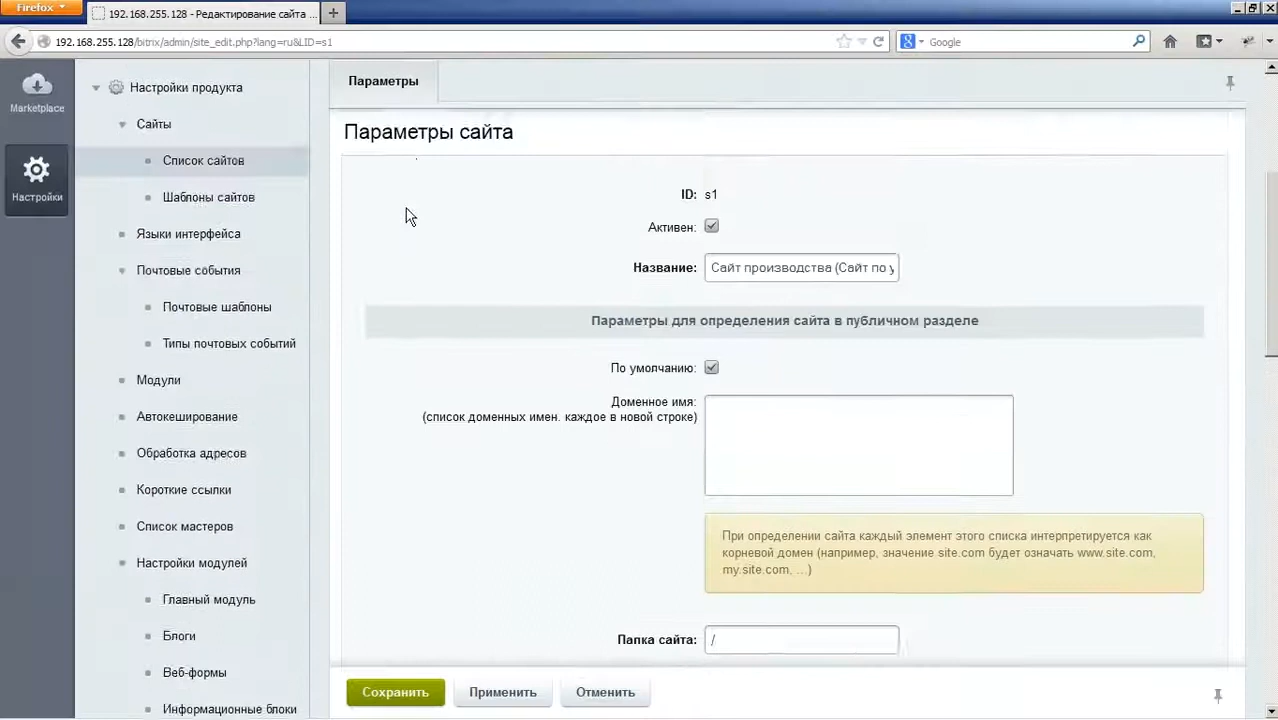 Firefox
192.168.255.128 - Редактирование сайта ...
192.168.255.128/bitrix/admin/site_edit.php?lang=ru&LID=s1
Google
Marketplace
Настройки
Настройки продукта
Сайты
Список сайтов
Шаблоны сайтов
Языки интерфейса
Почтовые события
Почтовые шаблоны
Типы почтовых событий
Модули
Автокеширование
Обработка адресов
Короткие ссылки
Список мастеров
Настройки модулей
Главный модуль
Блоги
Веб-формы
Информационные блоки
Параметры
Параметры сайта
ID: s1
Активен:
Название: Сайт производства (Сайт по у
Параметры для определения сайта в публичном разделе
По умолчанию:
Доменное имя:
(список доменных имен. каждое в новой строке)
При определении сайта каждый элемент этого списка интерпретируется как
корневой домен (например, значение site.com будет означать www.site.com,
my.site.com, ...)
Папка сайта: /
Сохранить Применить Отменить